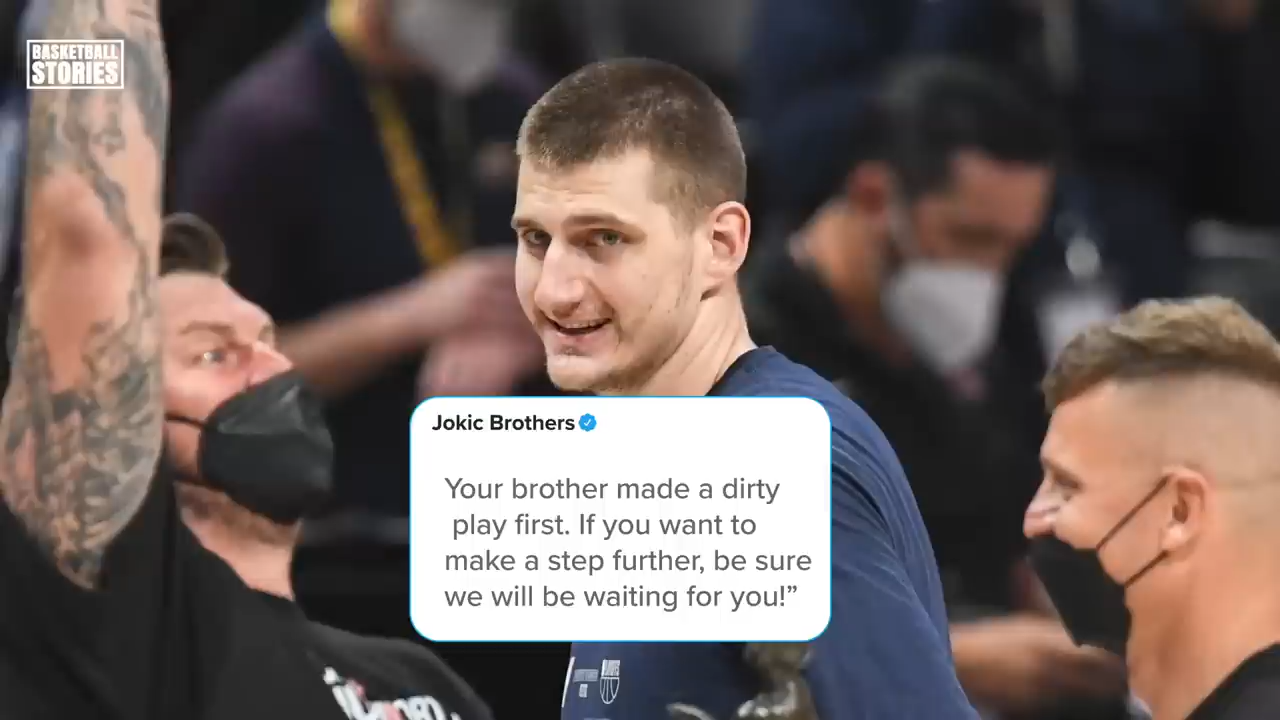 BASKETBALL
STORIES
Jokic Brothers
Your brother made a dirty
play first. If you want to
make a step further, be sure
we will be waiting for you!”